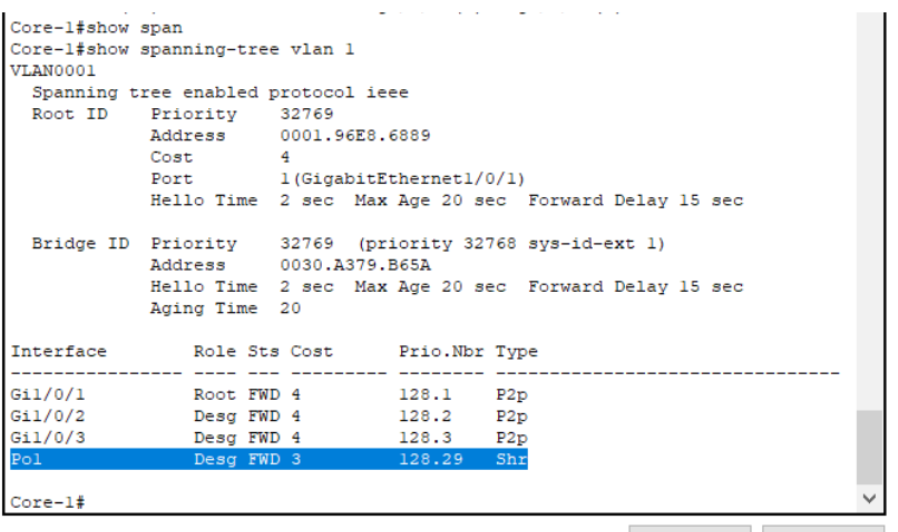 Core-1#show span
Core-1#show spanning-tree vlan 1
VLAN0001
  Spanning tree enabled protocol ieee
  Root ID    Priority    32769
             Address     0001.96E8.6889
             Cost        4
             Port        1(GigabitEthernet1/0/1)
             Hello Time  2 sec  Max Age 20 sec  Forward Delay 15 sec
  Bridge ID  Priority    32769  (priority 32768 sys-id-ext 1)
             Address     0030.A379.B65A
             Hello Time  2 sec  Max Age 20 sec  Forward Delay 15 sec
             Aging Time  20
Interface        Role Sts Cost      Prio.Nbr Type
---------------- ---- --- --------- -------- --------------------------------
Gi1/0/1          Root FWD 4         128.1    P2p
Gi1/0/2          Desg FWD 4         128.2    P2p
Gi1/0/3          Desg FWD 4         128.3    P2p
Po1              Desg FWD 3         128.29   Shr
Core-1#